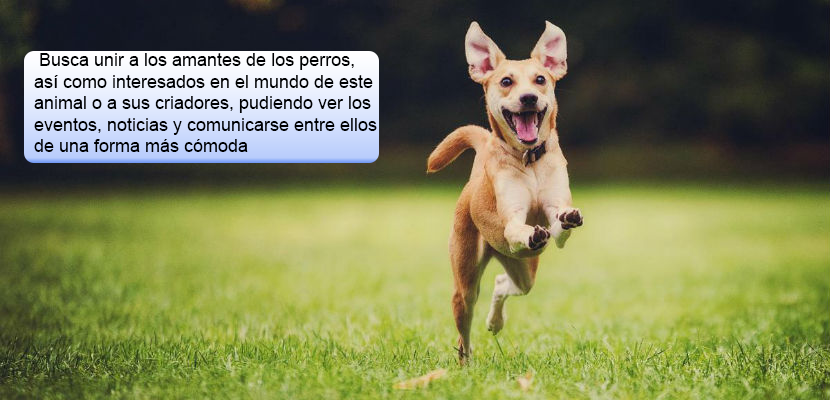 Busca unir a los amantes de los perros,
así como interesados en el mundo de este
animal o a sus criadores, pudiendo ver los
eventos, noticias y comunicarse entre ellos
de una forma más cómoda